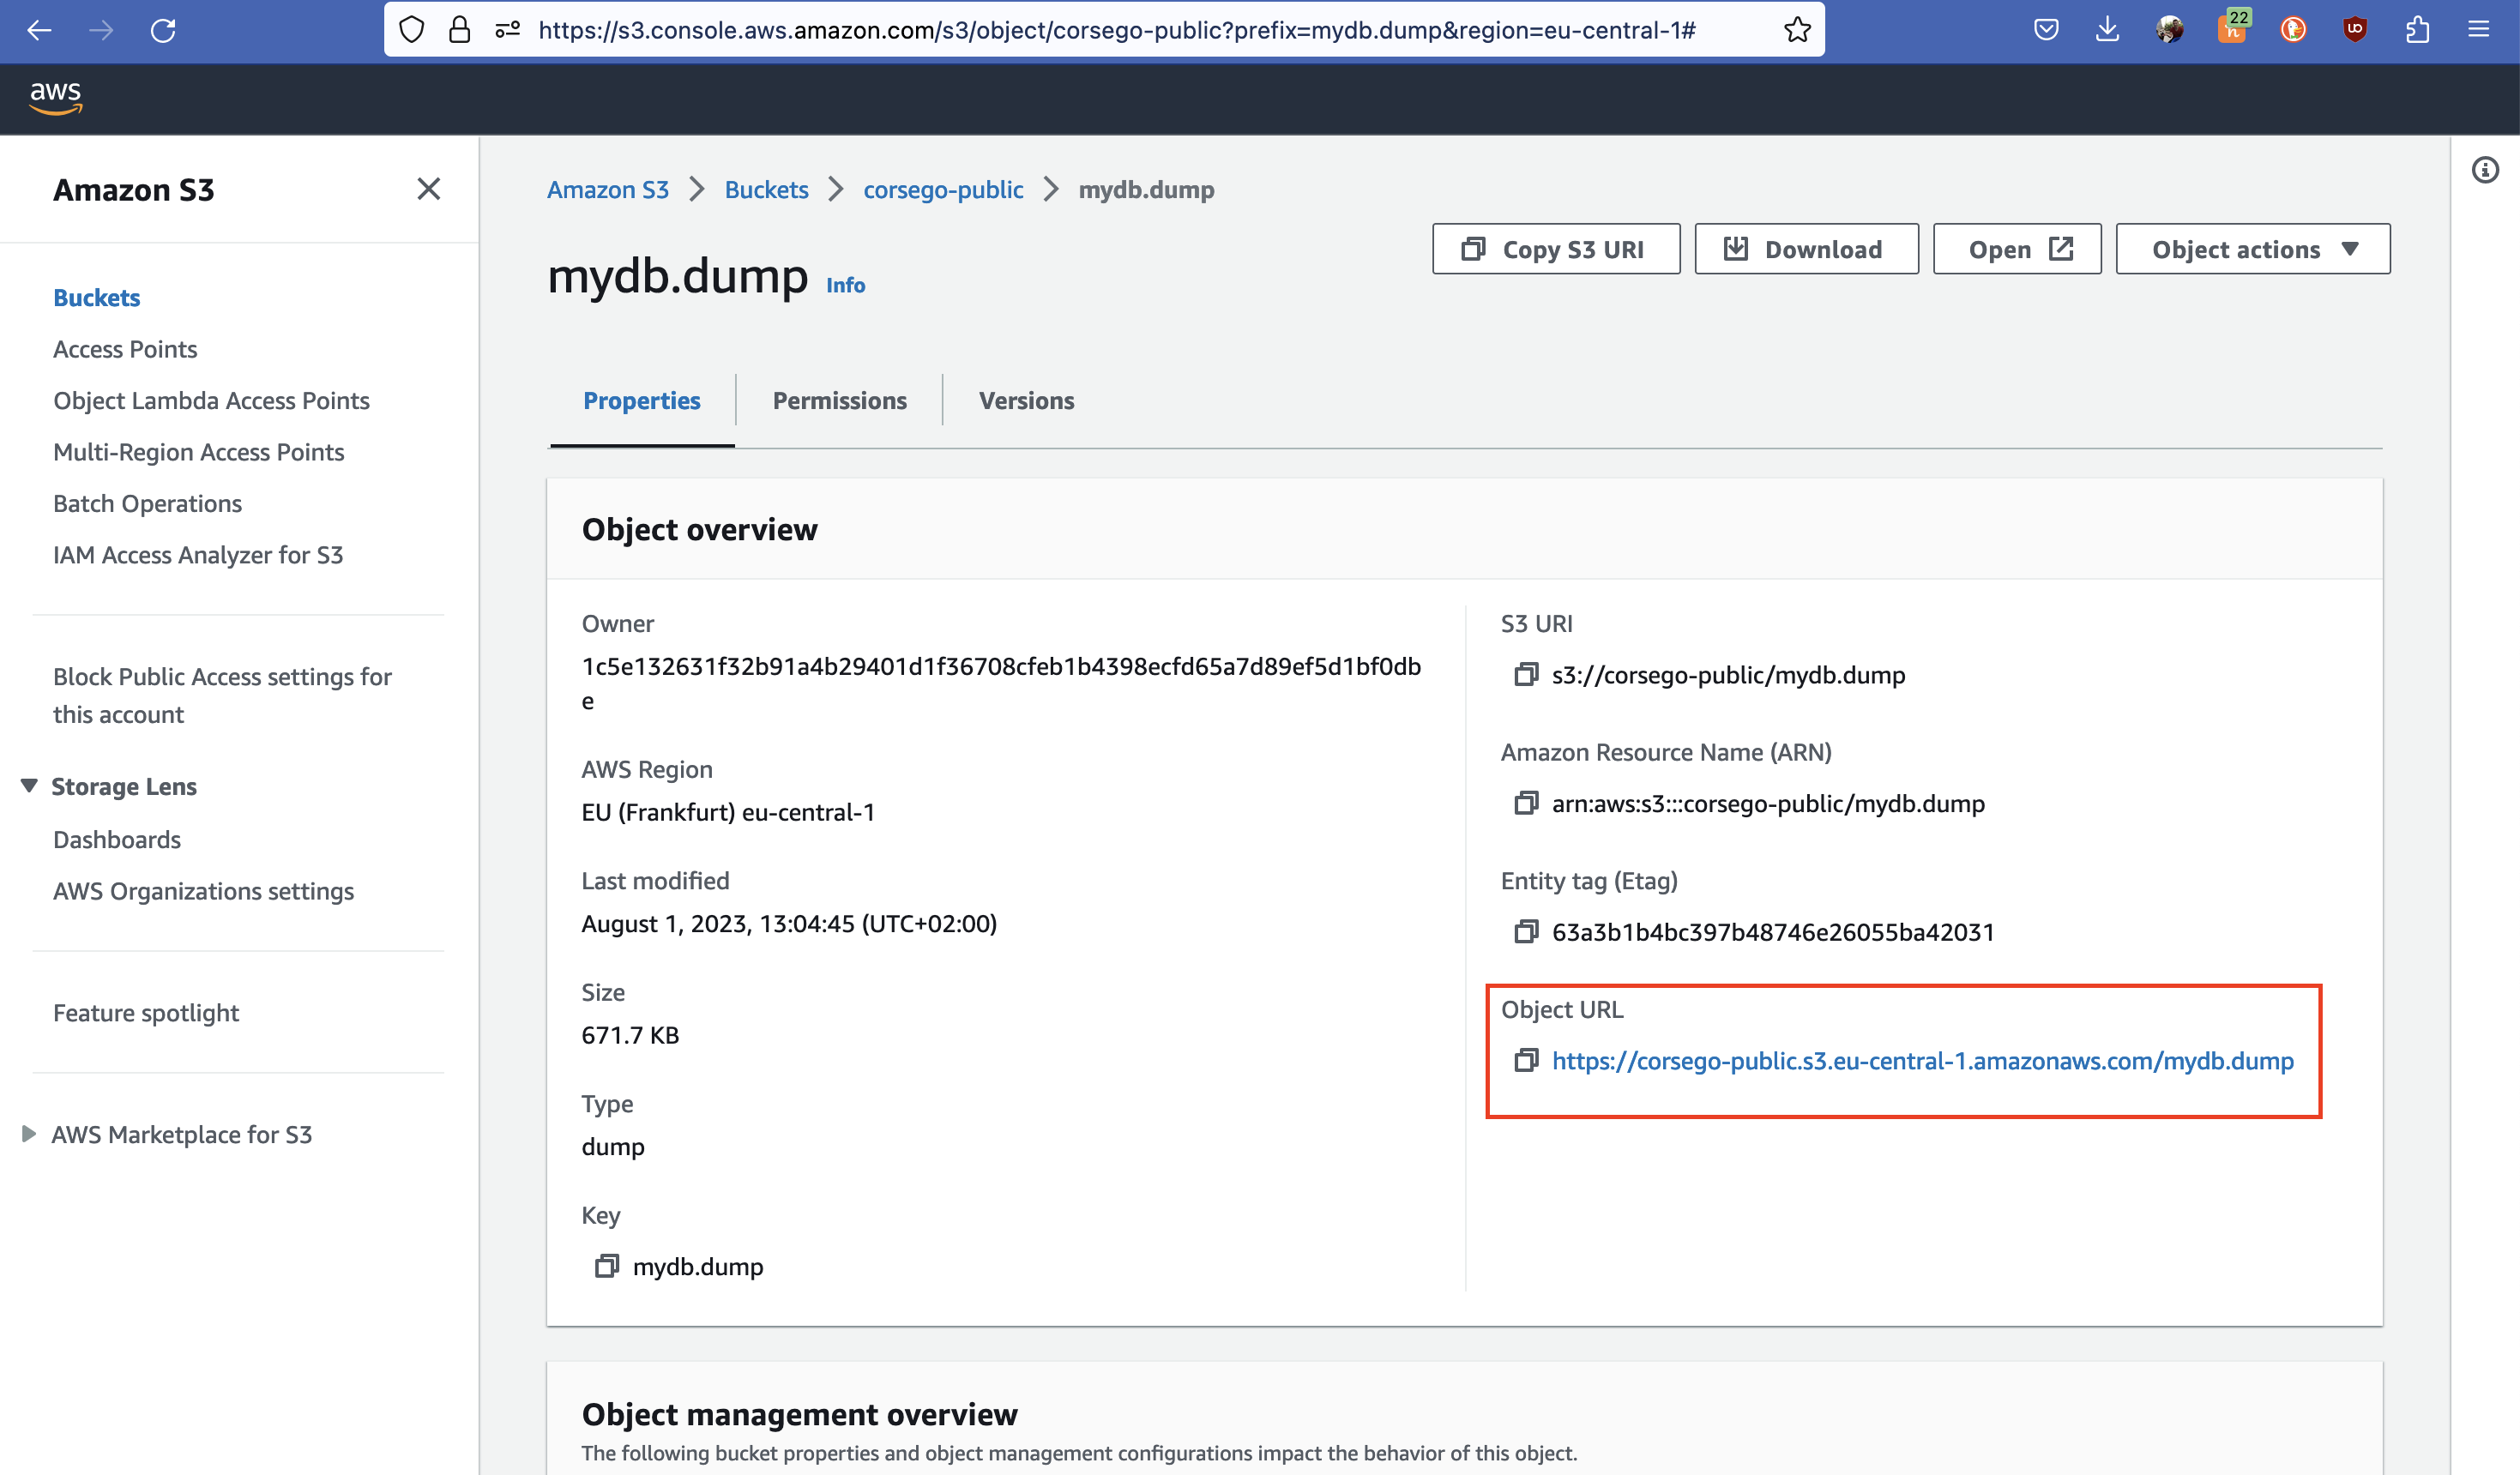 https://s3.console.aws.amazon.com/s3/object/corsego-public?prefix=mydb.dump&region=eu-central-1#
22
n
aws
Amazon S3
Buckets
Access Points
Object Lambda Access Points
Multi-Region Access Points
Batch Operations
IAM Access Analyzer for S3
Block Public Access settings for
this account
Storage Lens
Dashboards
AWS Organizations settings
Feature spotlight
AWS Marketplace for S3
Amazon S3 > Buckets > corsego-public > mydb.dump
mydb.dump Info
Copy S3 URI
Download
Open
Object actions
Properties
Permissions
Versions
Object overview
Owner
1c5e132631f32b91a4b29401d1f36708cfeb1b4398ecfd65a7d89ef5d1bf0db
e
AWS Region
EU (Frankfurt) eu-central-1
Last modified
August 1, 2023, 13:04:45 (UTC+02:00)
Size
671.7 KB
Type
dump
Key
mydb.dump
S3 URI
s3://corsego-public/mydb.dump
Amazon Resource Name (ARN)
arn:aws:s3:::corsego-public/mydb.dump
Entity tag (Etag)
63a3b1b4bc397b48746e26055ba42031
Object URL
https://corsego-public.s3.eu-central-1.amazonaws.com/mydb.dump
Object management overview
The following bucket properties and object management configurations impact the behavior of this object.